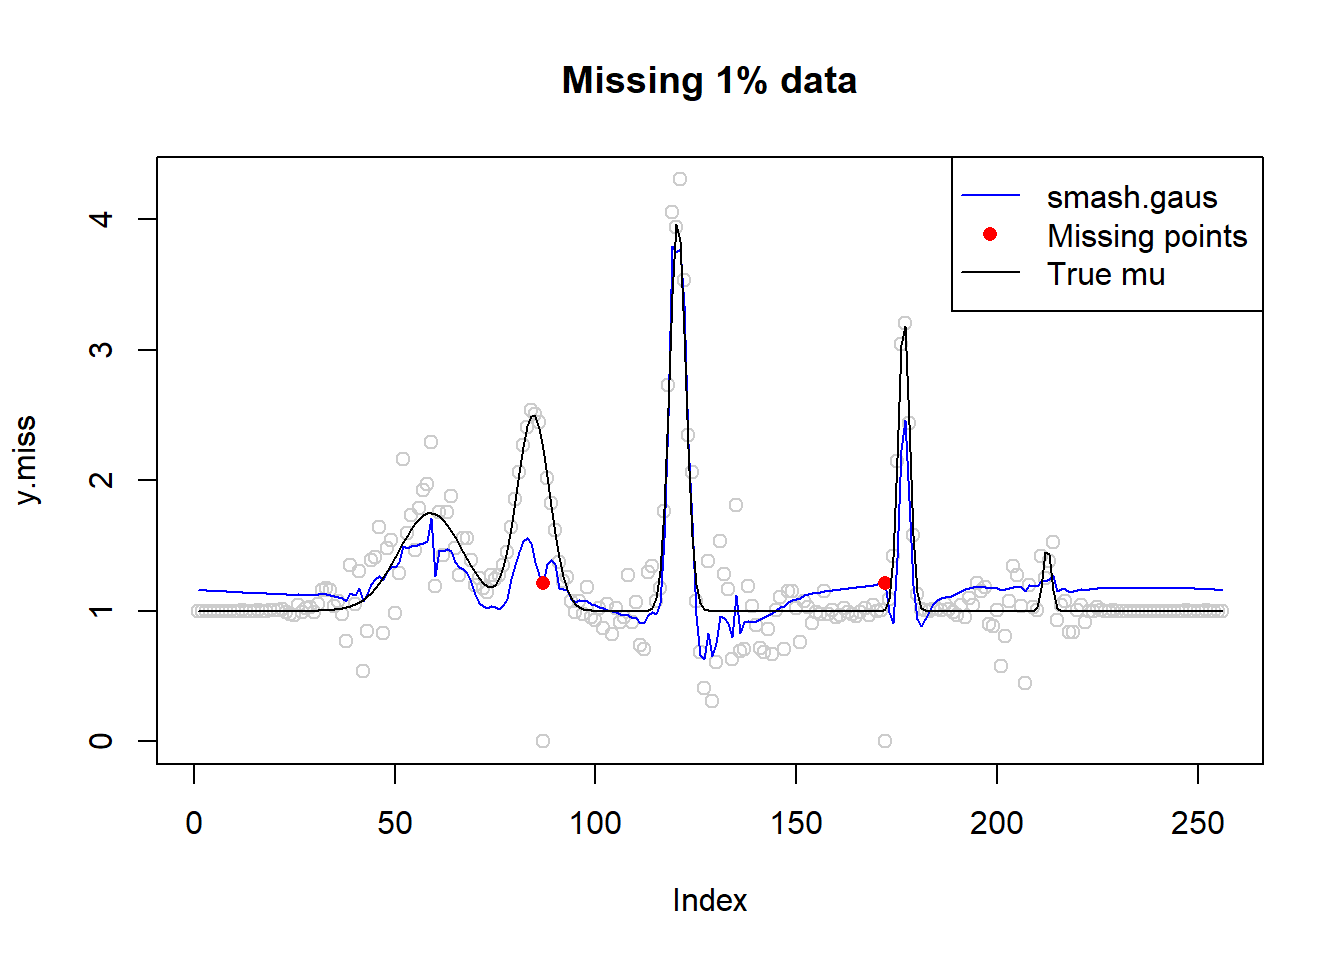 Missing 1% data
smash.gaus
Missing points
True mu
y.miss
4
3
2
1
0
0 50 100 150 200 250
Index